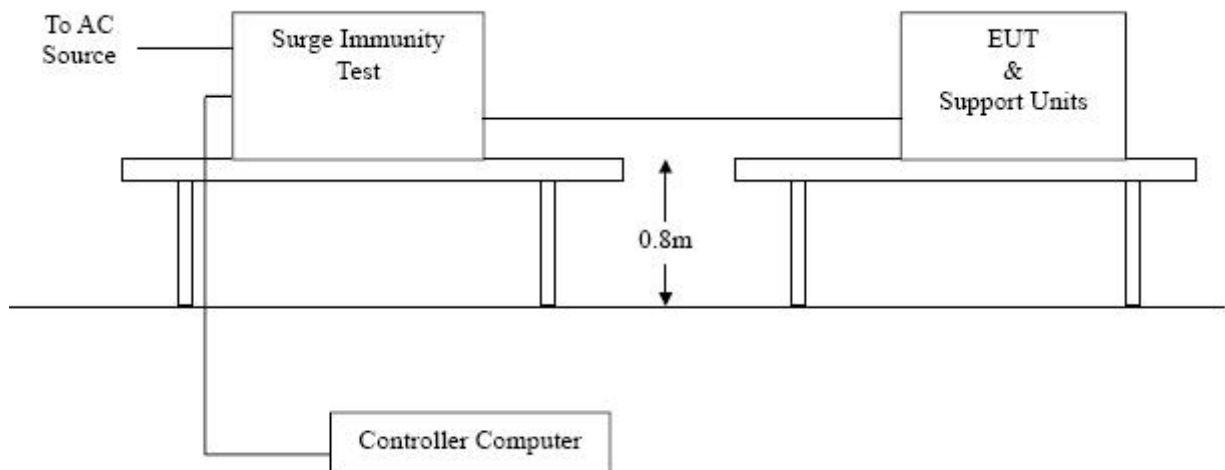 To AC
Source
Surge Immunity
Test
EUT
&
Support Units
0.8m
Controller Computer